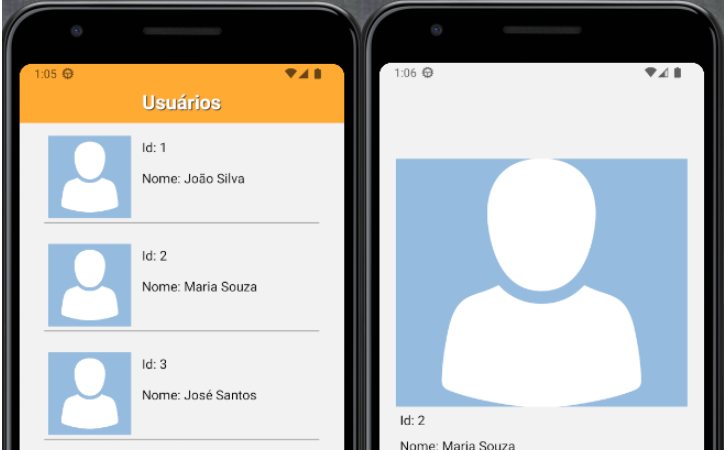 1:05
Usuários
Id: 1
Nome: João Silva
Id: 2
Nome: Maria Souza
Id: 3
Nome: José Santos
1:06
Id: 2
Nome: Maria Souza